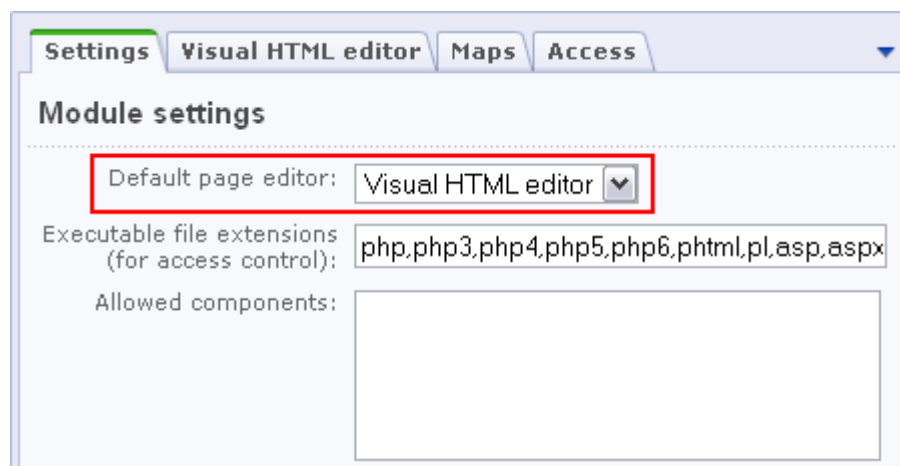 Settings Visual HTML editor Maps Access
Module settings
Default page editor: Visual HTML editor
Executable file extensions
(for access control): php,php3,php4,php5,php6,phtml,pl,asp,aspx
Allowed components: